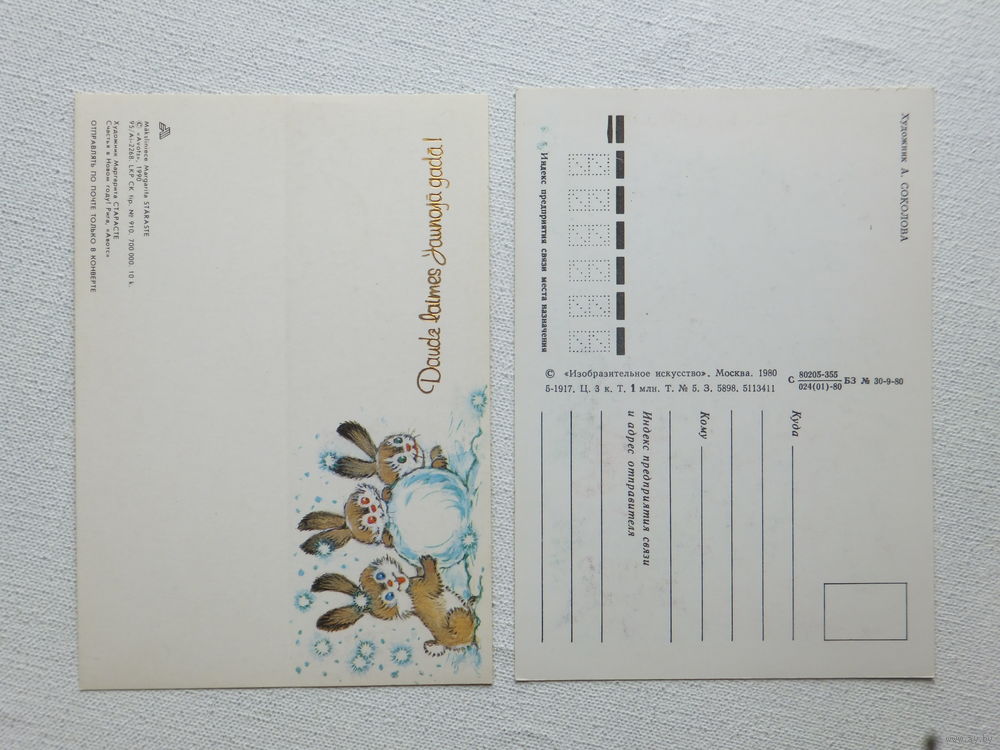 Daudz laimes Jaunajā gadā!
Māksliniece Margarita STARASTE
© «Avots», 1990
95/A—2268. LKP CK tip. № 910. 700 000. 10 k.
Художник Маргарита СТАРАСТЕ
Счастья в Новом году! Рига, «Авотс»
ОТПРАВЛЯТЬ ПО ПОЧТЕ ТОЛЬКО В КОНВЕРТЕ
Художник А. СОКОЛОВА
Индекс предприятия связи места назначения
© «Изобразительное искусство». Москва. 1980
5-1917. Ц. 3 к. Т. 1 млн. Т. № 5. З. 5898. 5113411
С 80205-355
024(01)-80 БЗ № 30-9-80
Куда
Кому
Индекс предприятия связи
и адрес отправителя